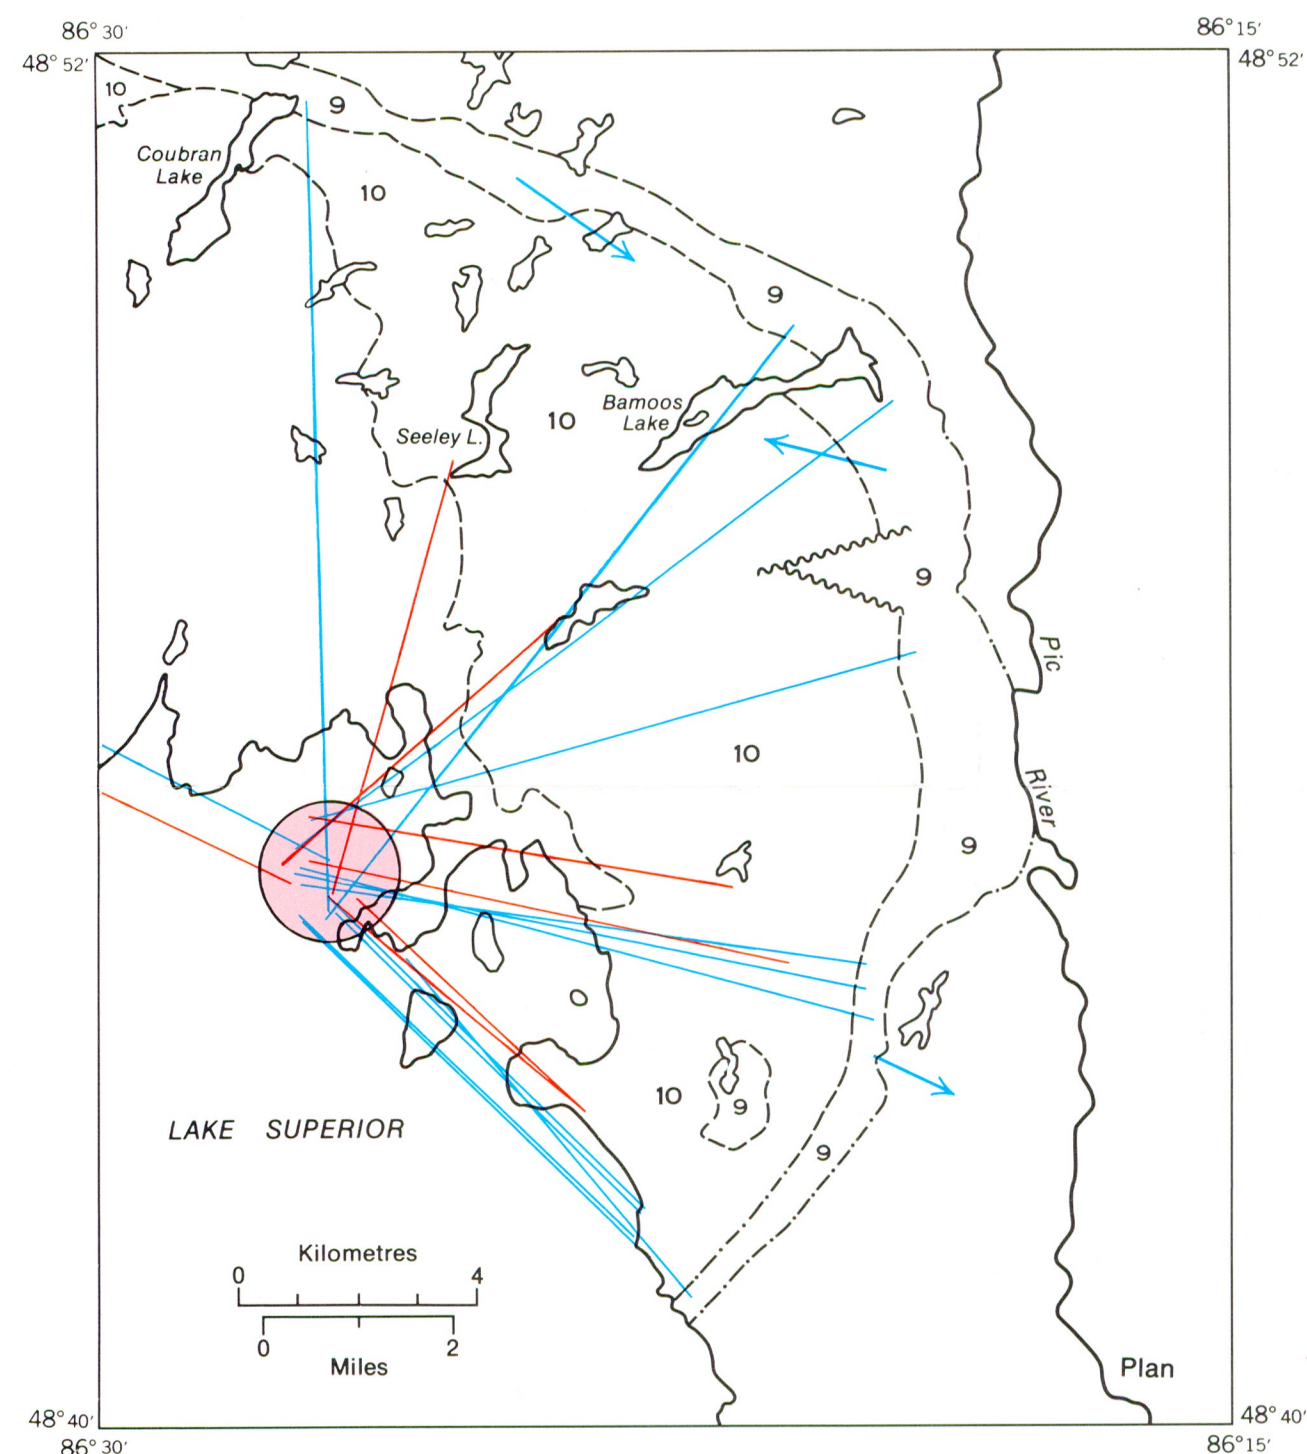 86° 30′
86° 15′
48° 52′
48° 52′
10
9
Coubran
Lake
10
9
Bamoos
Lake
10
Seeley L.
9
Pic
10
River
9
10
9
LAKE SUPERIOR
9
Kilometres
0 4
0 2
Miles
Plan
48° 40′
48° 40′
86° 30′
86° 15′